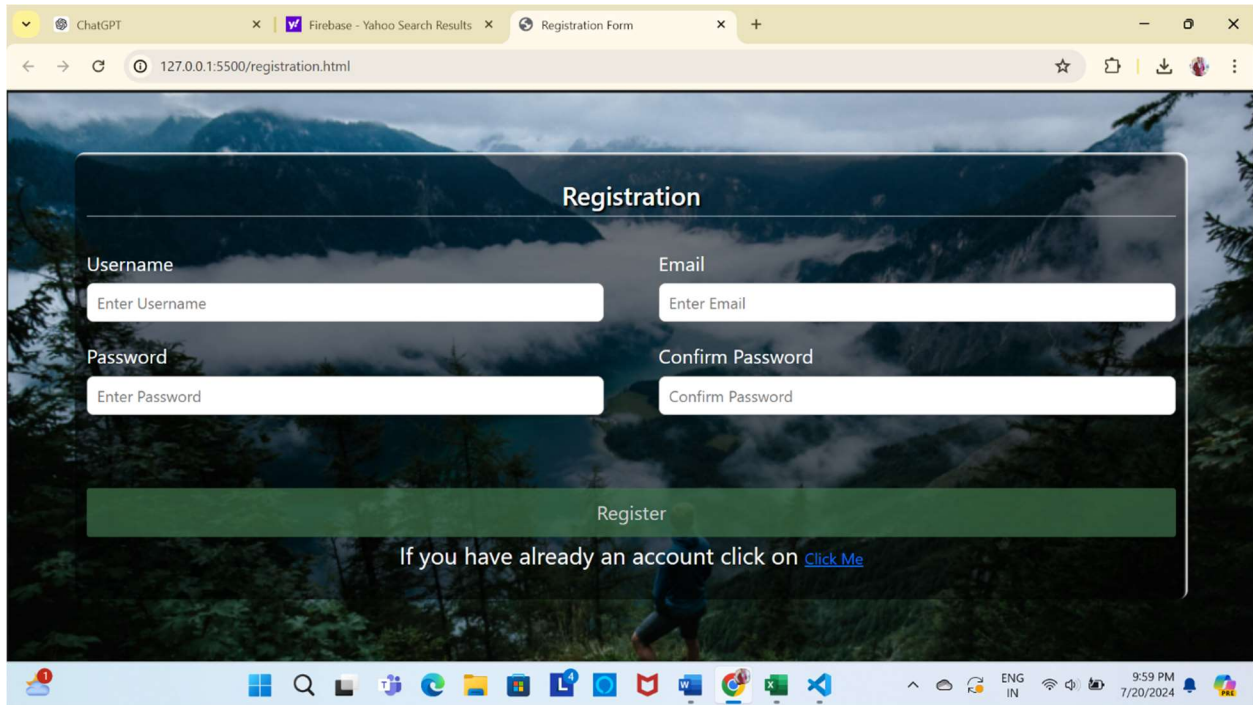 ChatGPT
Firebase - Yahoo Search Results
Registration Form
127.0.0.1:5500/registration.html
Registration
Username
Email
Enter Username
Enter Email
Password
Confirm Password
Enter Password
Confirm Password
Register
If you have already an account click on Click Me
1
ENG
IN
9:59 PM
7/20/2024